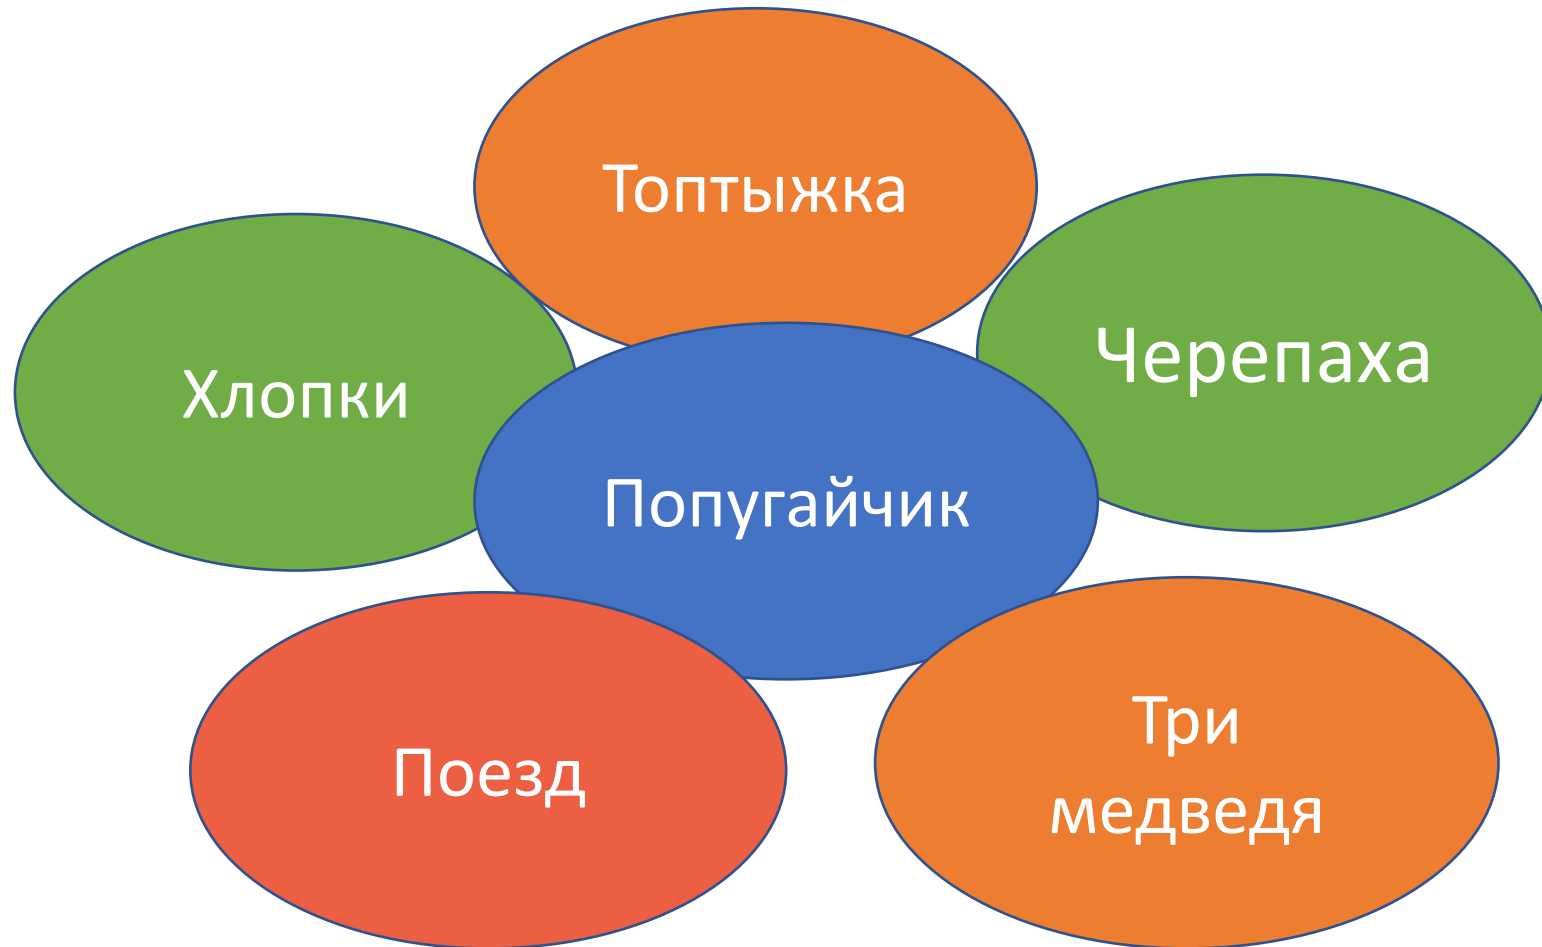 Топтыжка
Черепаха
Хлопки
Попугайчик
Поезд
Три
медведя